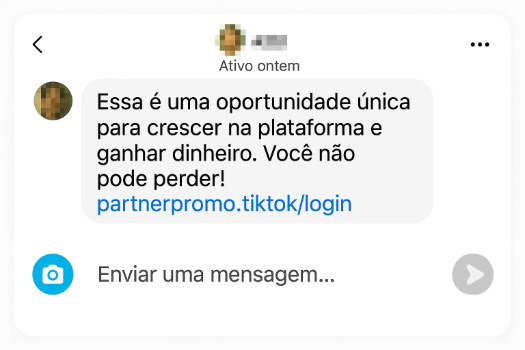 Ativo ontem
Essa é uma oportunidade única
para crescer na plataforma e
ganhar dinheiro. Você não
pode perder!
partnerpromo.tiktok/login
Enviar uma mensagem...